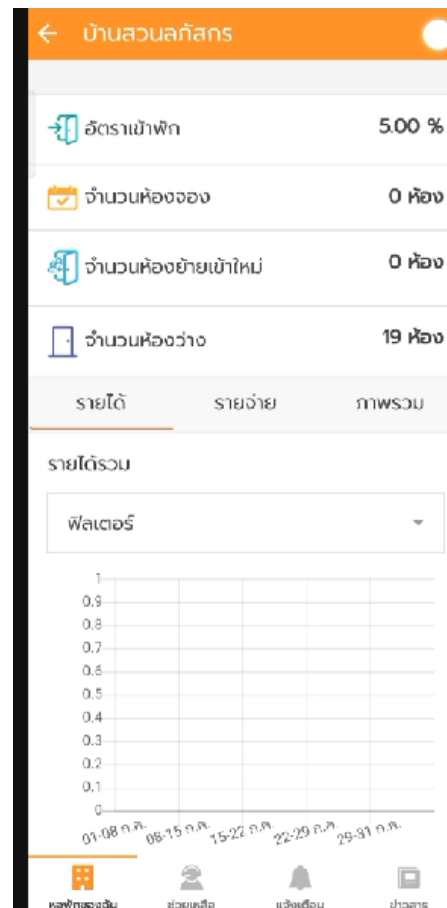 บ้านสวนลภัสกร
อัตราเข้าพัก 5.00 %
จำนวนห้องจอง 0 ห้อง
จำนวนห้องย้ายเข้าใหม่ 0 ห้อง
จำนวนห้องว่าง 19 ห้อง
รายได้ รายจ่าย ภาพรวม
รายได้รวม
ฟิลเตอร์
1
0.9
0.8
0.7
0.6
0.5
0.4
0.3
0.2
0.1
0
01-08 ก.ค. 08-15 ก.ค. 15-22 ก.ค. 22-29 ก.ค. 29-31 ก.ค.
หอพักของฉัน ช่วยเหลือ แจ้งเตือน ข่าวสาร